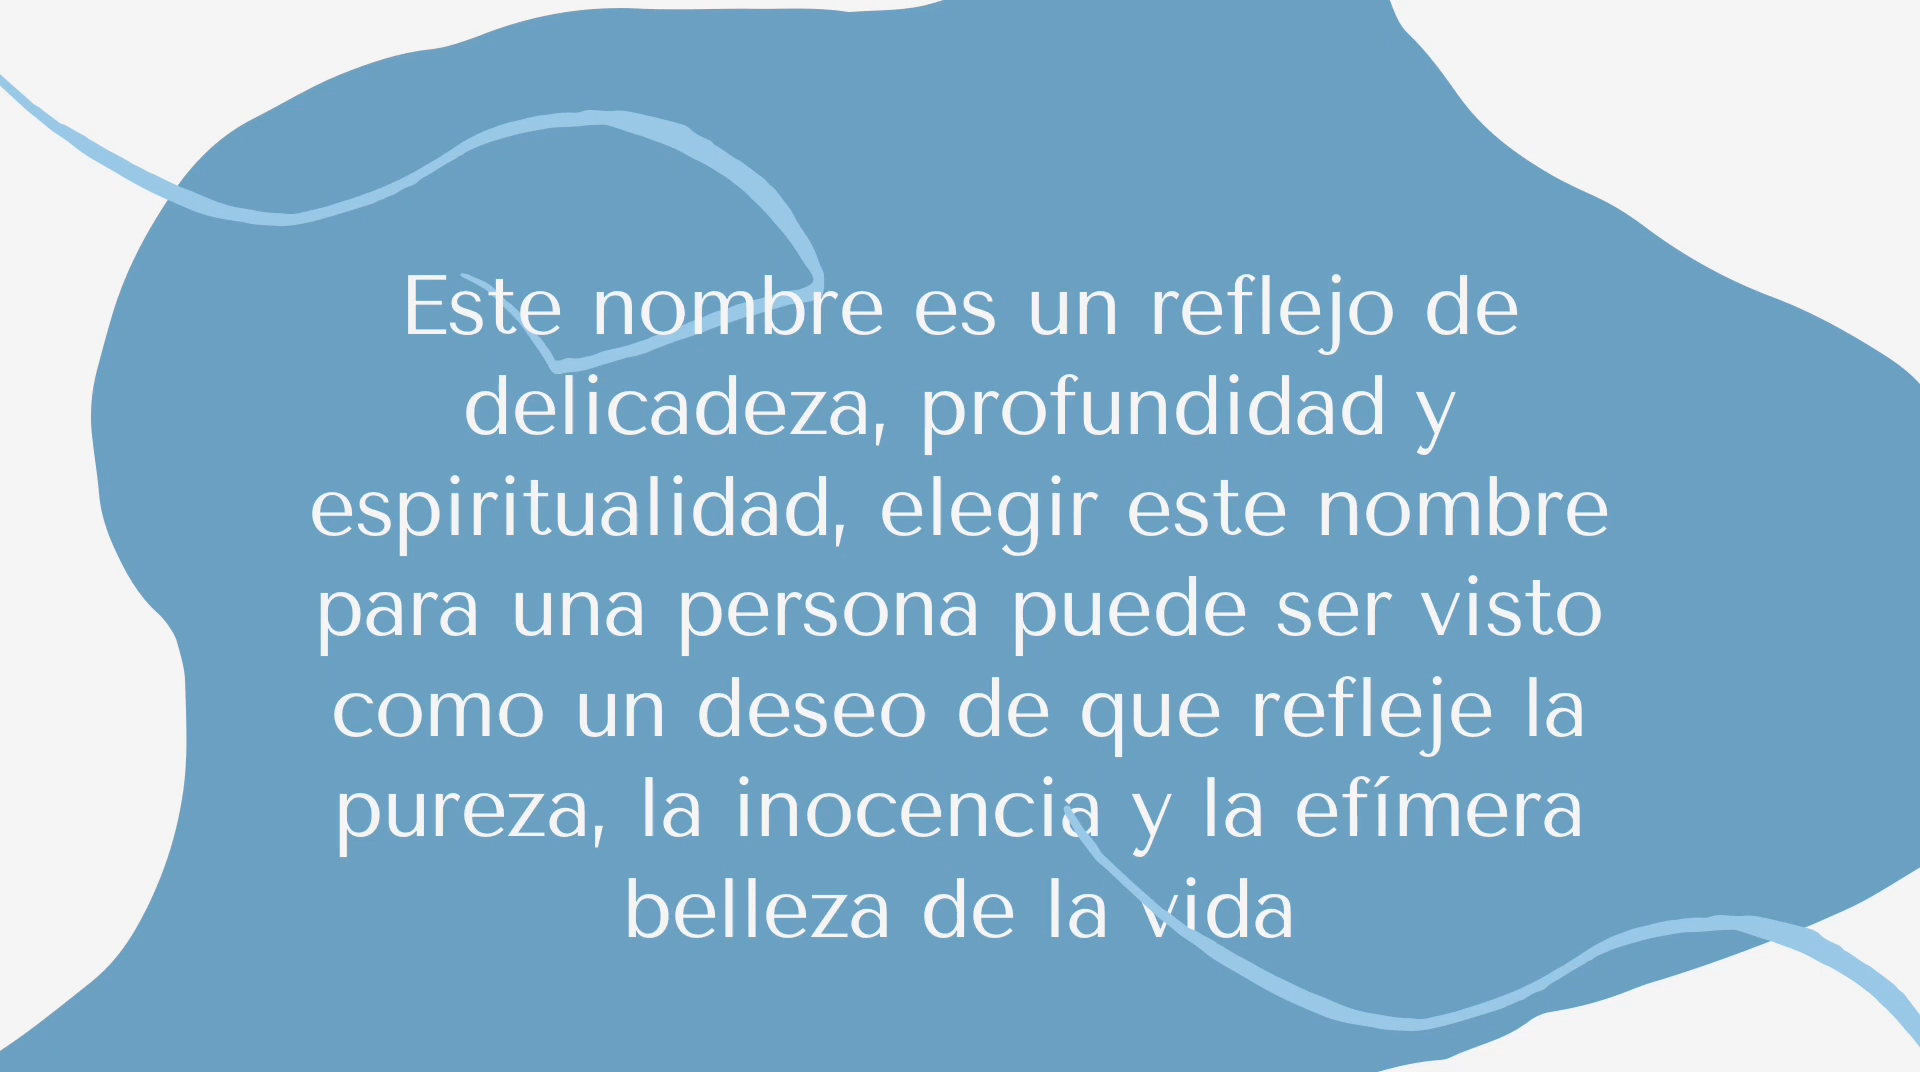 Este nombre es un reflejo de
delicadeza, profundidad y
espiritualidad, elegir este nombre
para una persona puede ser visto
como un deseo de que refleje la
pureza, la inocencia y la efímera
belleza de la vida